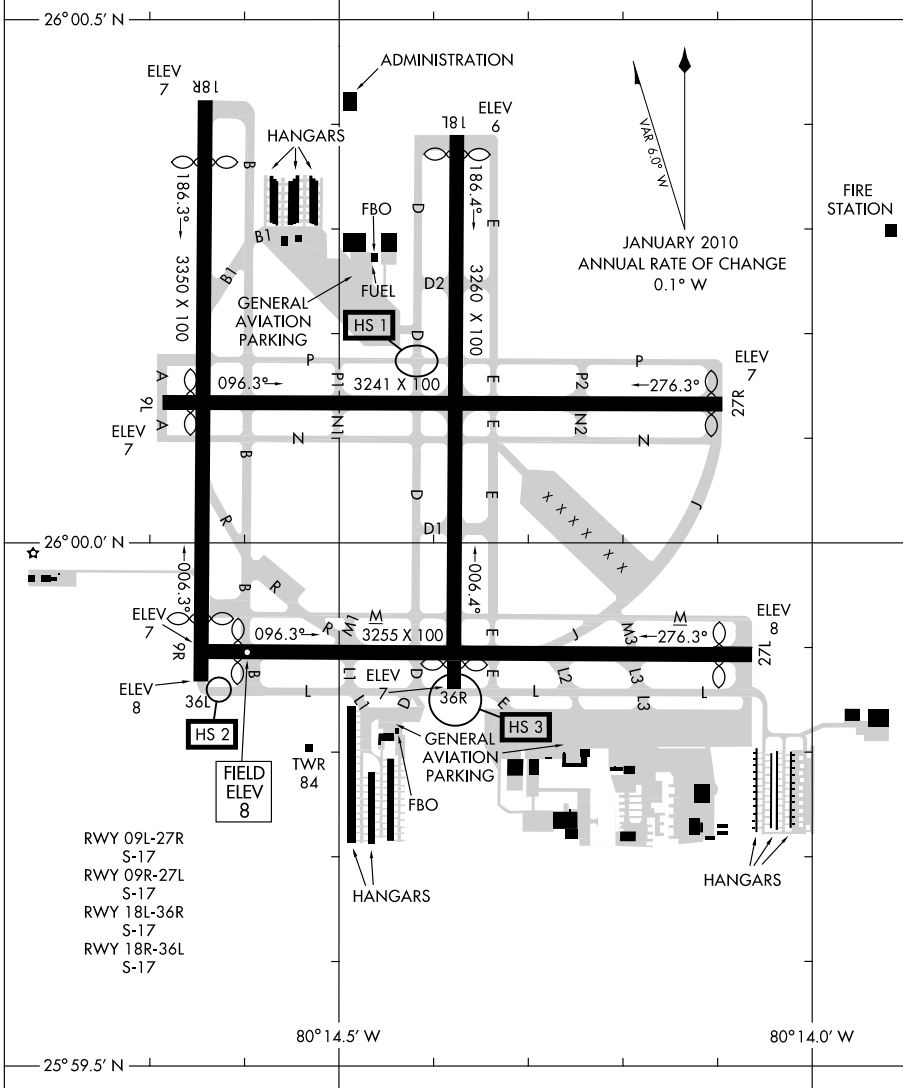 26°00.5' N
ADMINISTRATION
ELEV
7
18R
18L
ELEV
6
HANGARS
VAR 6.0° W
FIRE
STATION
B
186.3°
186.4°
D
E
FBO
JANUARY 2010
ANNUAL RATE OF CHANGE
0.1° W
B1
B1
FUEL
D2
3350 X 100
3260 X 100
GENERAL
AVIATION
PARKING
HS 1
D
P
P
ELEV
7
A
096.3°
P1
3241 X 100
E
P2
276.3°
9L
27R
A
ELEV
7
N1
E
N2
N
N
B
D
E
J
R
D1
X X X X X
26°00.0' N
006.3°
006.4°
B
R
ELEV
7
9R
096.3°
R
M1
M
3255 X 100
E
J
M3
M
276.3°
ELEV
8
27L
ELEV
8
36L
B
L
L1
D
ELEV
7
36R
E
L
L2
L3
L
L1
D
L3
HS 2
HS 3
GENERAL
AVIATION
PARKING
FIELD
ELEV
8
TWR
84
FBO
RWY 09L-27R
S-17
RWY 09R-27L
S-17
RWY 18L-36R
S-17
RWY 18R-36L
S-17
HANGARS
HANGARS
80°14.5' W
80°14.0' W
25°59.5' N